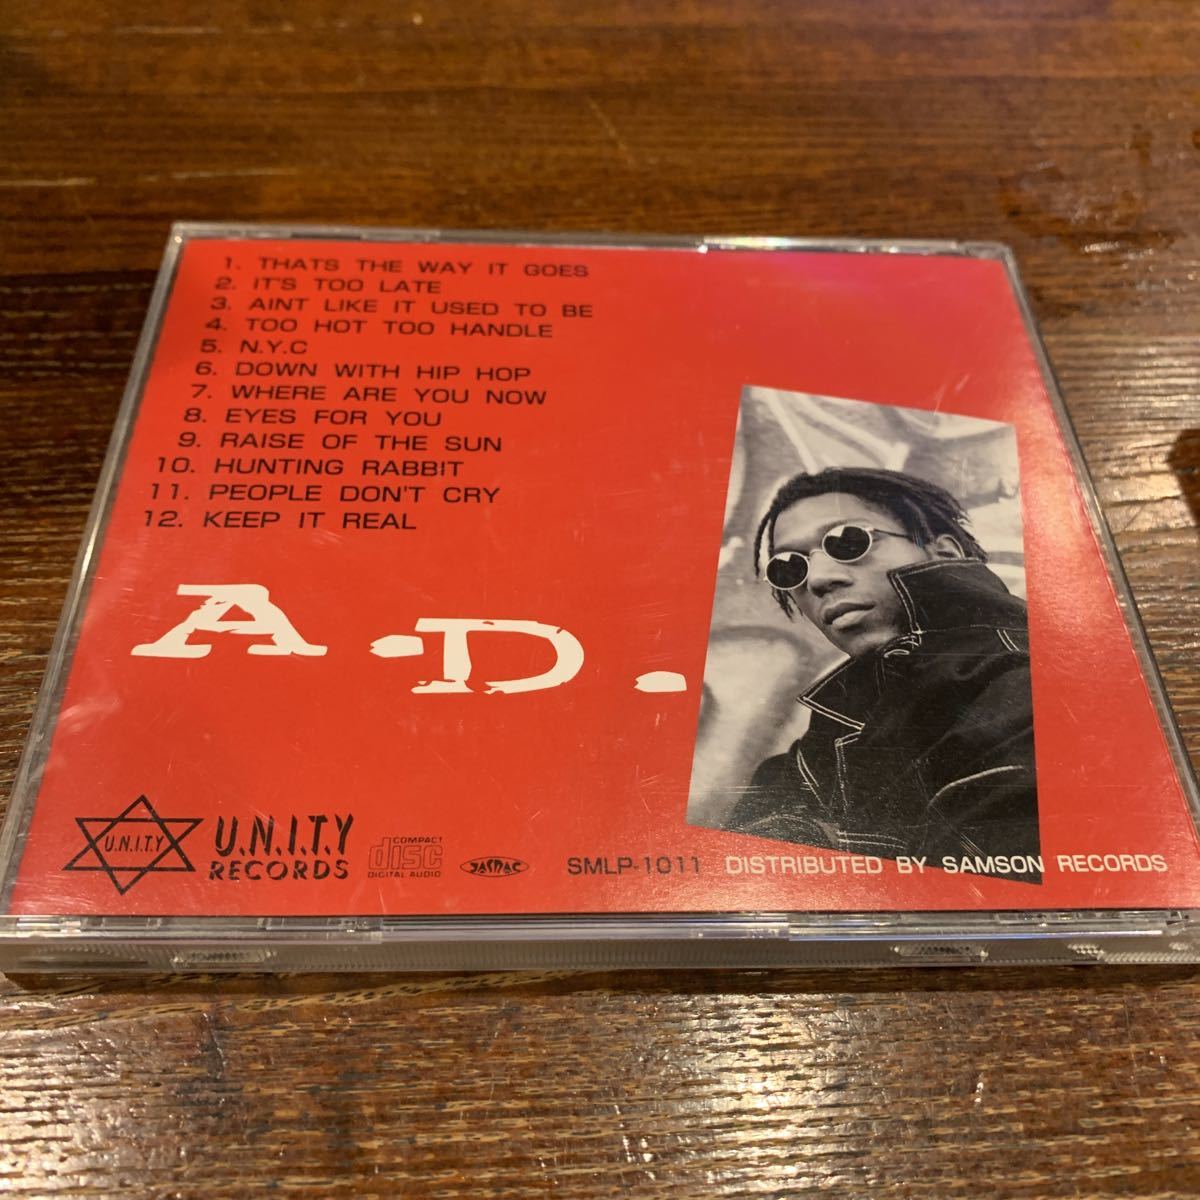 1. THATS THE WAY IT GOES
2. IT'S TOO LATE
3. AINT LIKE IT USED TO BE
4. TOO HOT TOO HANDLE
5. N.Y.C
6. DOWN WITH HIP HOP
7. WHERE ARE YOU NOW
8. EYES FOR YOU
9. RAISE OF THE SUN
10. HUNTING RABBIT
11. PEOPLE DON'T CRY
12. KEEP IT REAL
A.D.
U.N.I.T.Y
U.N.I.T.Y
RECORDS
COMPACT
disc
DIGITAL AUDIO
JASRAC
SMLP-1011 DISTRIBUTED BY SAMSON RECORDS